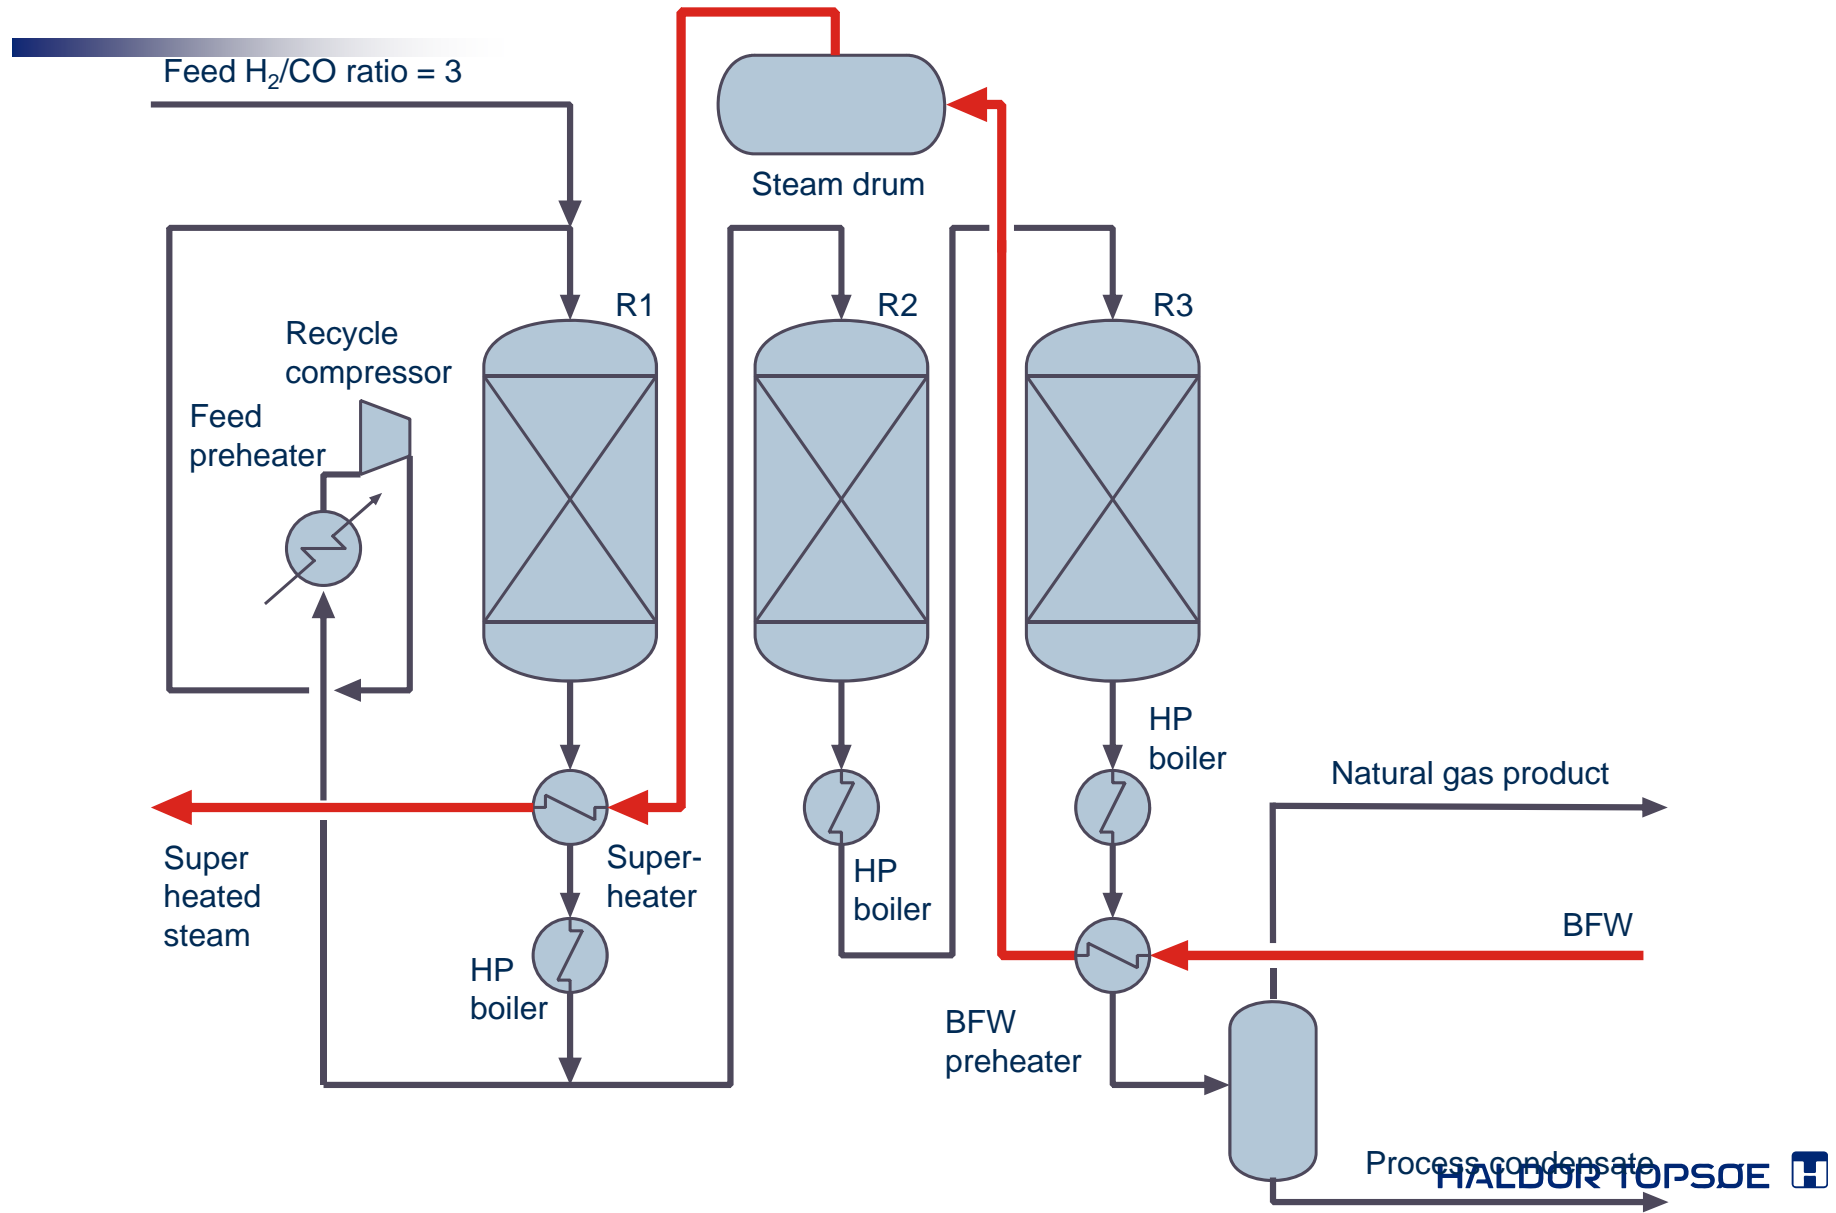 Feed H₂/CO ratio = 3
Steam drum
R1
R2
R3
Recycle
compressor
Feed
preheater
HP
boiler
Natural gas product
Super
heated
steam
Super-
heater
HP
boiler
BFW
HP
boiler
BFW
preheater
Process condensate
HALDOR TOPSØE